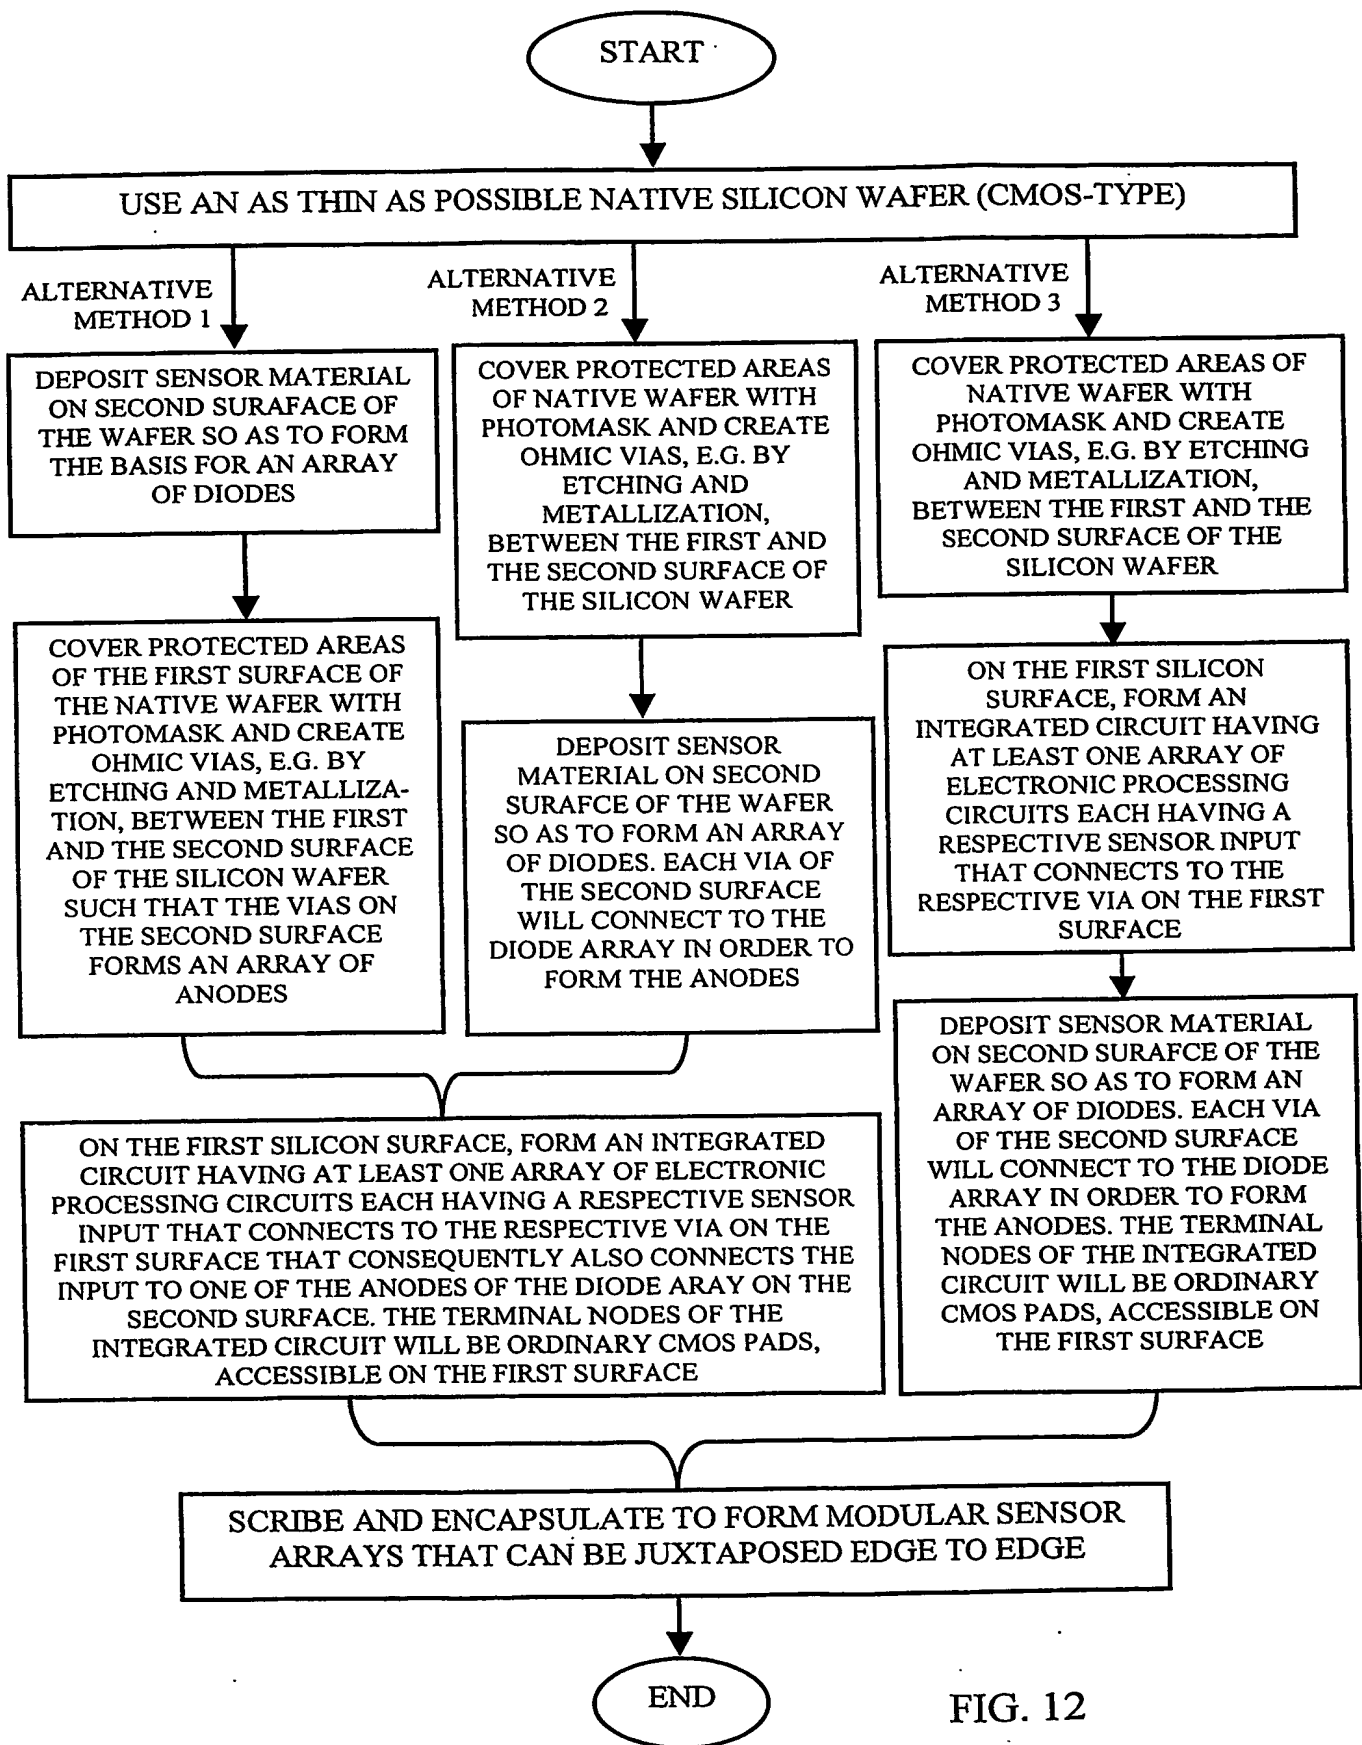 START
USE AN AS THIN AS POSSIBLE NATIVE SILICON WAFER (CMOS-TYPE)
ALTERNATIVE
METHOD 1
DEPOSIT SENSOR MATERIAL
ON SECOND SURAFACE OF
THE WAFER SO AS TO FORM
THE BASIS FOR AN ARRAY
OF DIODES
COVER PROTECTED AREAS
OF THE FIRST SURFACE OF
THE NATIVE WAFER WITH
PHOTOMASK AND CREATE
OHMIC VIAS, E.G. BY
ETCHING AND METALLIZA-
TION, BETWEEN THE FIRST
AND THE SECOND SURFACE
OF THE SILICON WAFER
SUCH THAT THE VIAS ON
THE SECOND SURFACE
FORMS AN ARRAY OF
ANODES
ALTERNATIVE
METHOD 2
COVER PROTECTED AREAS
OF NATIVE WAFER WITH
PHOTOMASK AND CREATE
OHMIC VIAS, E.G. BY
ETCHING AND
METALLIZATION,
BETWEEN THE FIRST AND
THE SECOND SURFACE OF
THE SILICON WAFER
DEPOSIT SENSOR
MATERIAL ON SECOND
SURAFCE OF THE WAFER
SO AS TO FORM AN ARRAY
OF DIODES. EACH VIA OF
THE SECOND SURFACE
WILL CONNECT TO THE
DIODE ARRAY IN ORDER TO
FORM THE ANODES
ON THE FIRST SILICON SURFACE, FORM AN INTEGRATED
CIRCUIT HAVING AT LEAST ONE ARRAY OF ELECTRONIC
PROCESSING CIRCUITS EACH HAVING A RESPECTIVE SENSOR
INPUT THAT CONNECTS TO THE RESPECTIVE VIA ON THE
FIRST SURFACE THAT CONSEQUENTLY ALSO CONNECTS THE
INPUT TO ONE OF THE ANODES OF THE DIODE ARAY ON THE
SECOND SURFACE. THE TERMINAL NODES OF THE
INTEGRATED CIRCUIT WILL BE ORDINARY CMOS PADS,
ACCESSIBLE ON THE FIRST SURFACE
ALTERNATIVE
METHOD 3
COVER PROTECTED AREAS OF
NATIVE WAFER WITH
PHOTOMASK AND CREATE
OHMIC VIAS, E.G. BY ETCHING
AND METALLIZATION,
BETWEEN THE FIRST AND THE
SECOND SURFACE OF THE
SILICON WAFER
ON THE FIRST SILICON
SURFACE, FORM AN
INTEGRATED CIRCUIT HAVING
AT LEAST ONE ARRAY OF
ELECTRONIC PROCESSING
CIRCUITS EACH HAVING A
RESPECTIVE SENSOR INPUT
THAT CONNECTS TO THE
RESPECTIVE VIA ON THE FIRST
SURFACE
DEPOSIT SENSOR MATERIAL
ON SECOND SURAFCE OF THE
WAFER SO AS TO FORM AN
ARRAY OF DIODES. EACH VIA
OF THE SECOND SURFACE
WILL CONNECT TO THE DIODE
ARRAY IN ORDER TO FORM
THE ANODES. THE TERMINAL
NODES OF THE INTEGRATED
CIRCUIT WILL BE ORDINARY
CMOS PADS, ACCESSIBLE ON
THE FIRST SURFACE
SCRIBE AND ENCAPSULATE TO FORM MODULAR SENSOR
ARRAYS THAT CAN BE JUXTAPOSED EDGE TO EDGE
END
FIG. 12